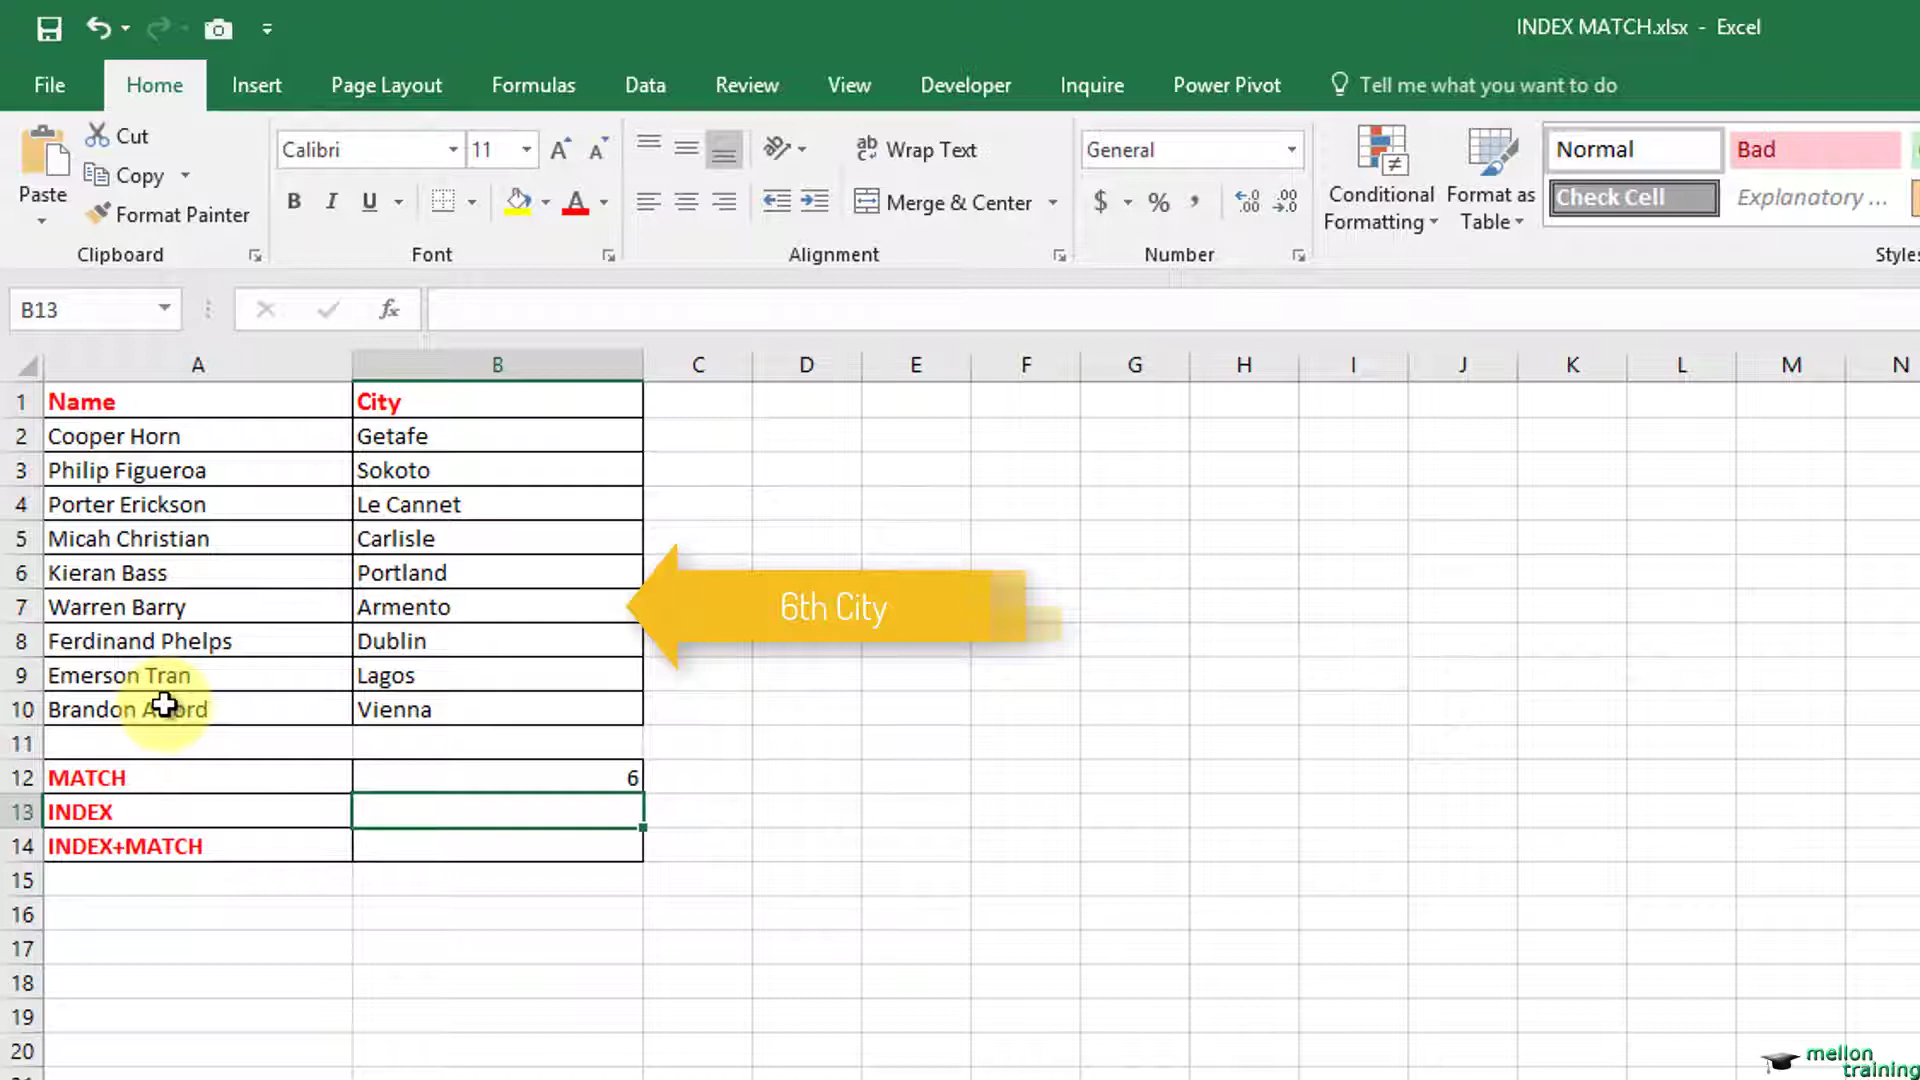 INDEX MATCH.xlsx - Excel
File Home Insert Page Layout Formulas Data Review View Developer Inquire Power Pivot Tell me what you want to do
Cut
Copy
Format Painter
Paste
Clipboard
Calibri 11
B I U
Font
Wrap Text
Merge & Center
Alignment
General
$ % ,
Number
Conditional Formatting
Format as Table
Normal Bad
Check Cell Explanatory ...
Styles
B13 fx
A B C D E F G H I J K L M N
1 Name City
2 Cooper Horn Getafe
3 Philip Figueroa Sokoto
4 Porter Erickson Le Cannet
5 Micah Christian Carlisle
6 Kieran Bass Portland
7 Warren Barry Armento
6th City
8 Ferdinand Phelps Dublin
9 Emerson Tran Lagos
10 Brandon Vienna
11
12 MATCH 6
13 INDEX
14 INDEX+MATCH
15
16
17
18
19
20
mellon
training